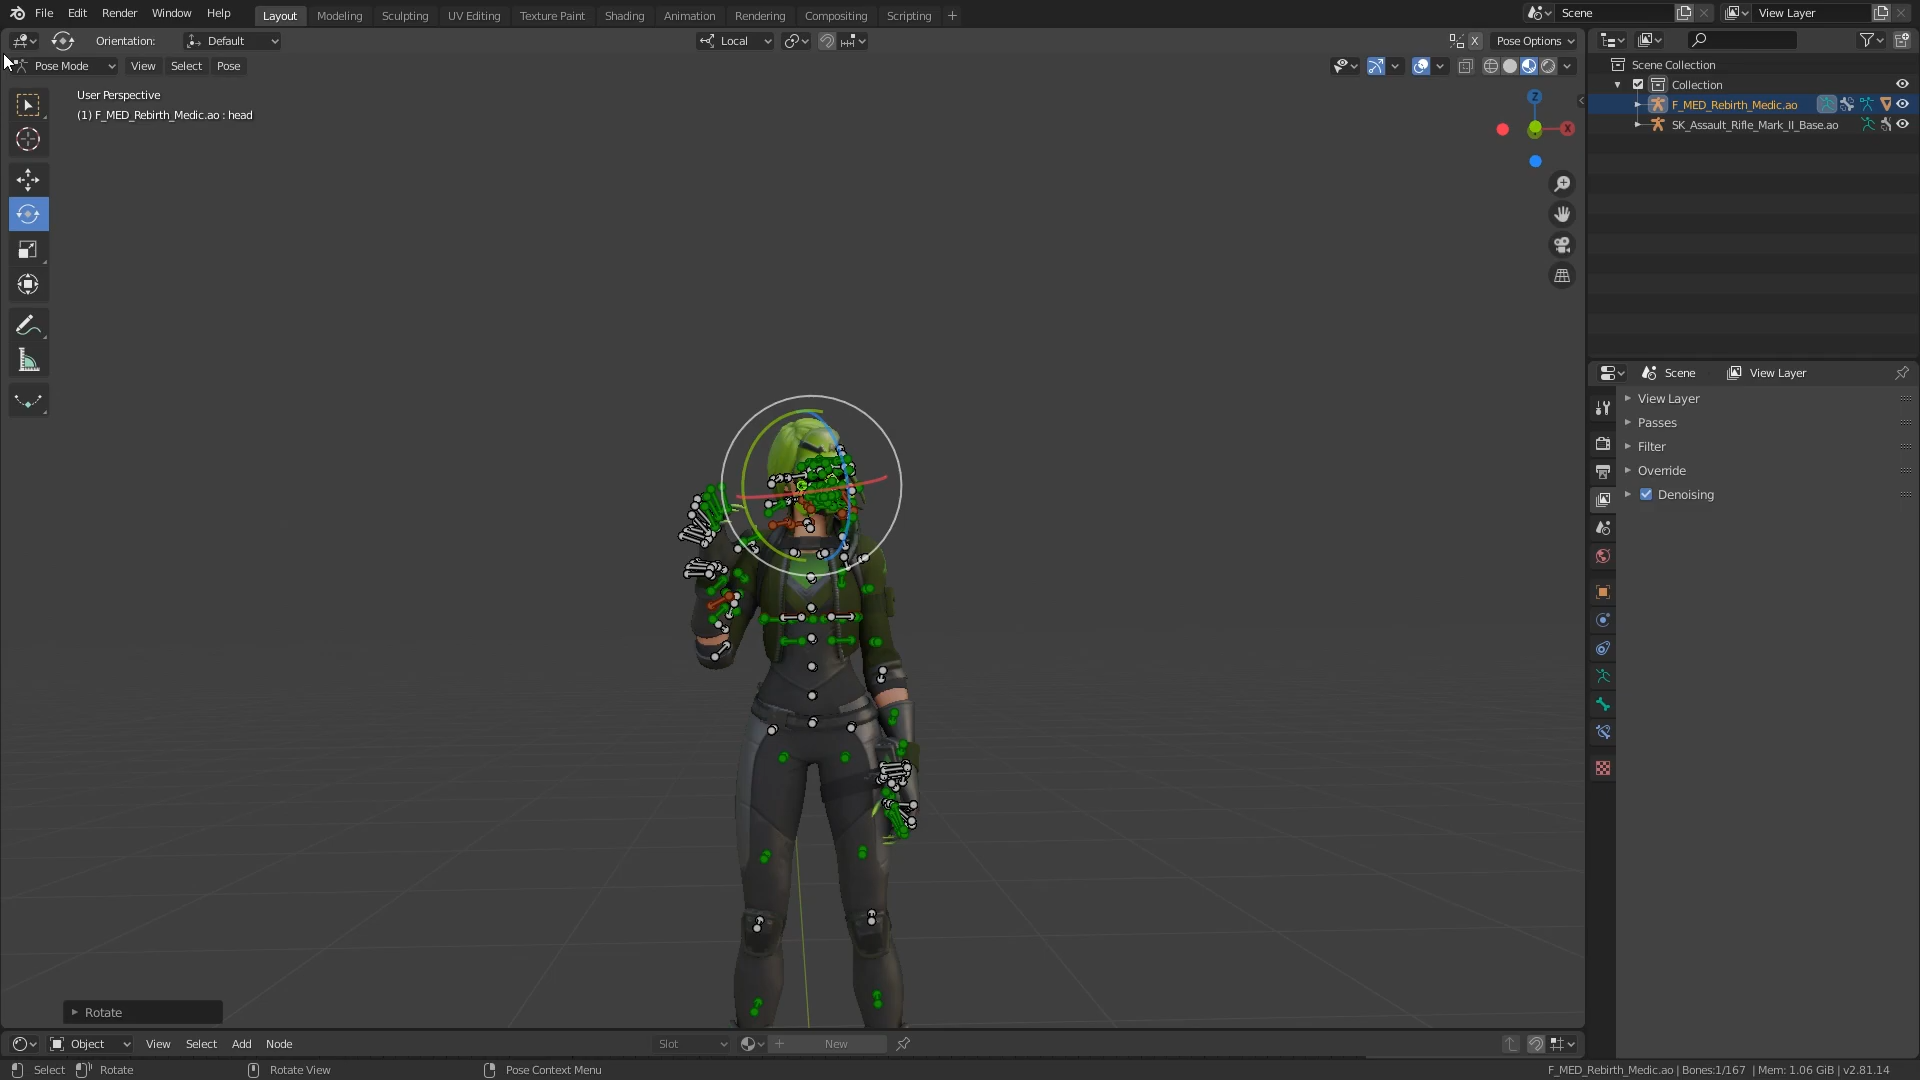 File Edit Render Window Help Layout Modeling Sculpting UV Editing Texture Paint Shading Animation Rendering Compositing Scripting + Scene View Layer
Orientation: Default Local X Pose Options
Pose Mode View Select Pose
User Perspective
(1) F_MED_Rebirth_Medic.ao : head
Z
X
Scene Collection
Collection
F_MED_Rebirth_Medic.ao
SK_Assault_Rifle_Mark_II_Base.ao
Scene View Layer
View Layer
Passes
Filter
Override
Denoising
Rotate
Object View Select Add Node Slot + New
Select Rotate Rotate View Pose Context Menu F_MED_Rebirth_Medic.ao | Bones:1/167 | Mem: 1.06 GiB | v2.81.14